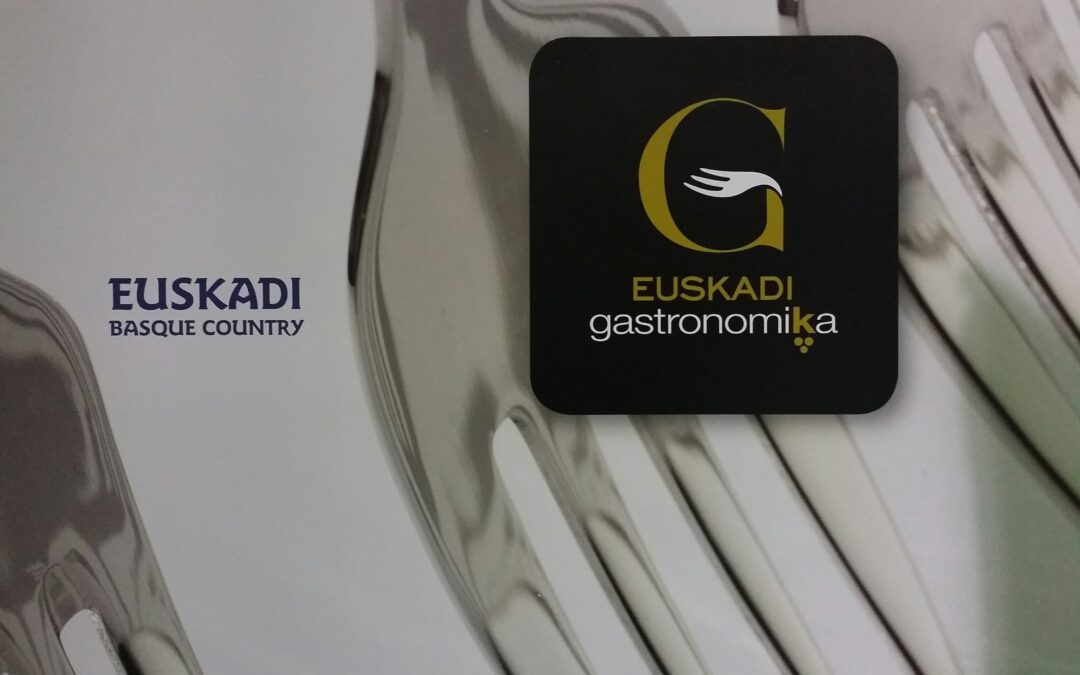 EUSKADI
BASQUE COUNTRY
G
EUSKADI
gastronomika